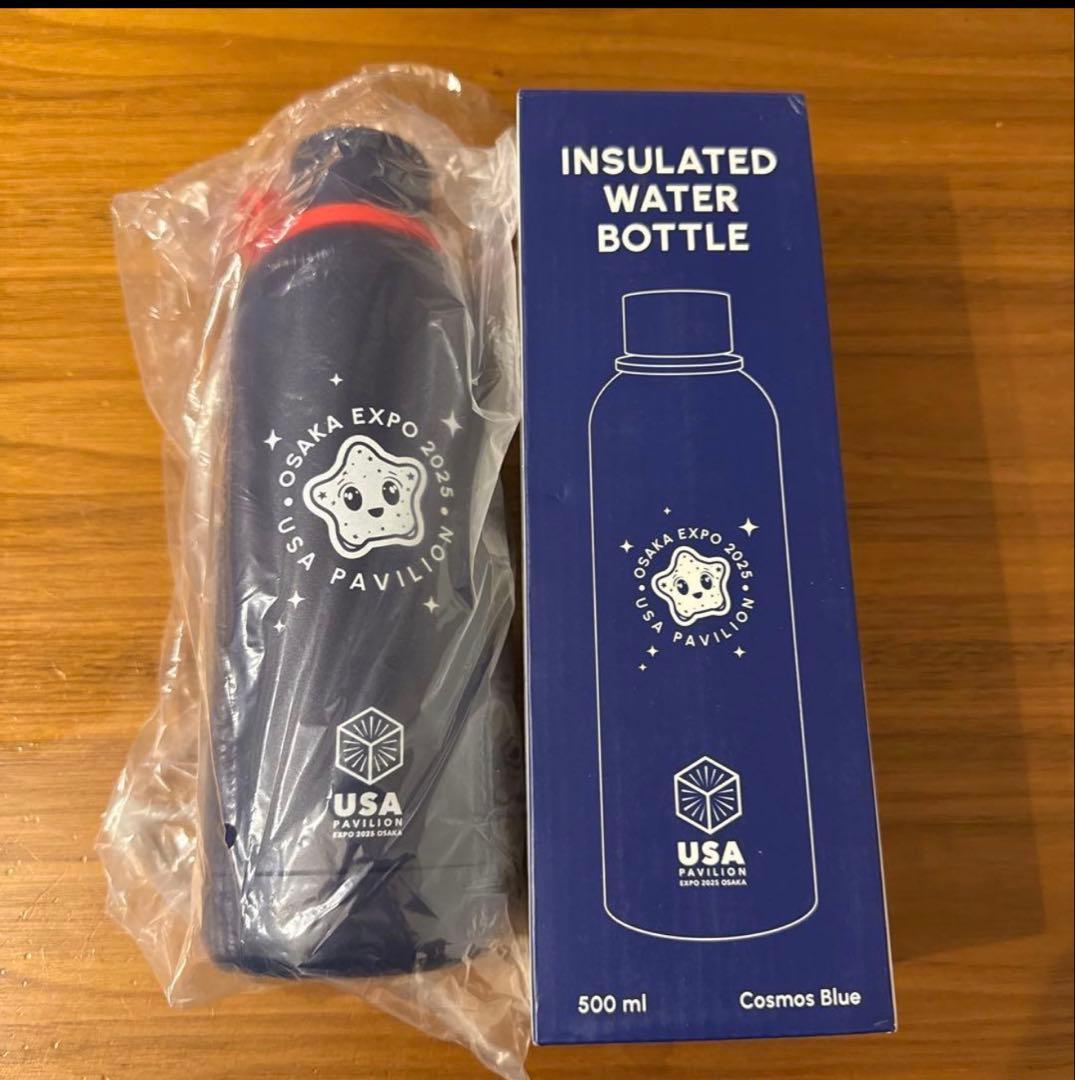 OSAKA EXPO 2025 •
USA PAVILION •
USA
PAVILION
EXPO 2025 OSAKA
INSULATED
WATER
BOTTLE
OSAKA EXPO 2025 •
USA PAVILION •
USA
PAVILION
EXPO 2025 OSAKA
500 ml
Cosmos Blue